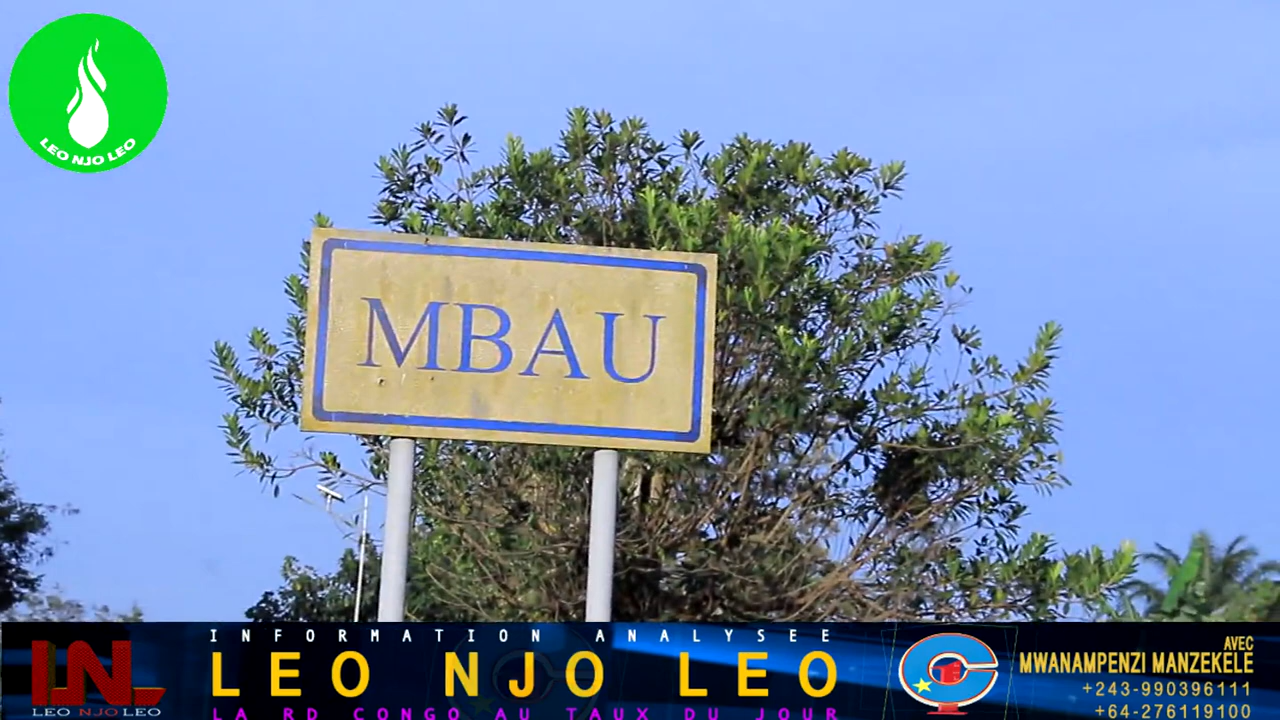 LEO NJO LEO
MBAU
INFORMATION ANALYSEE
LEO NJO LEO
LA RD CONGO AU TAUX DU JOUR
LEO NJO LEO
AVEC
MWANAMPENZI MANZEKELE
+243-990396111
+64-276119100